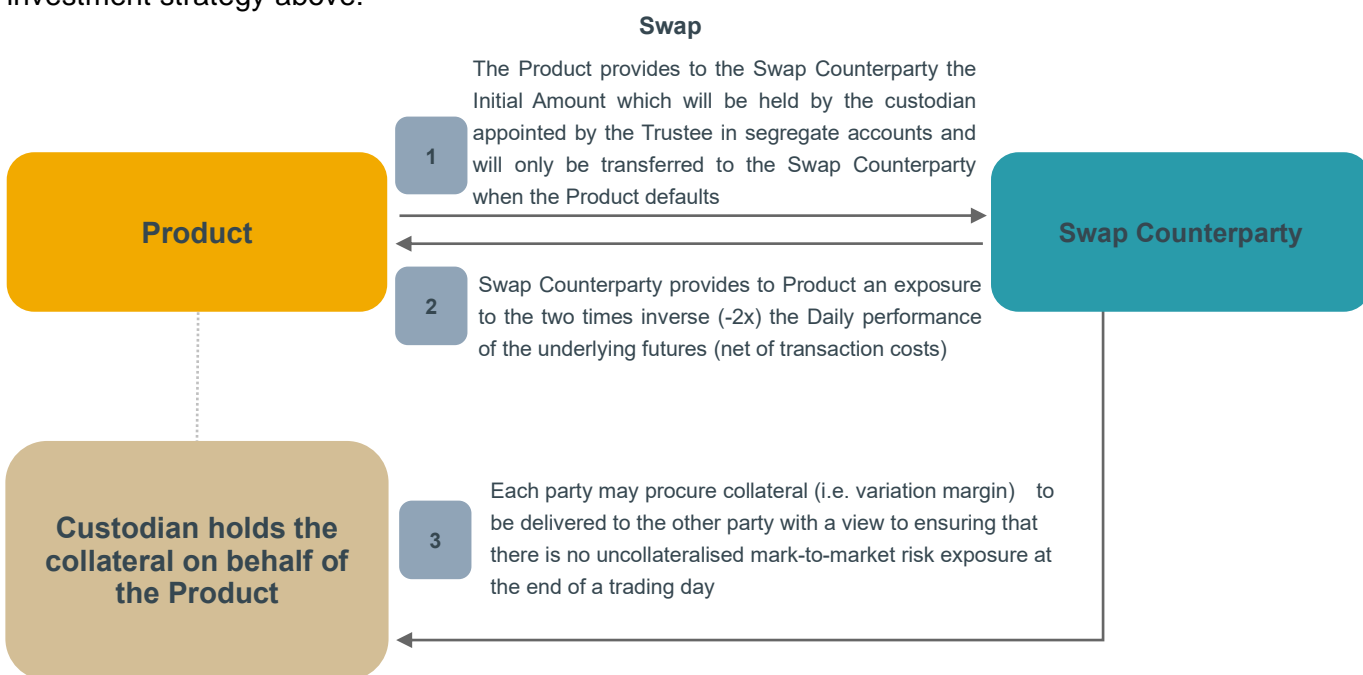 investment strategy above.
Swap
The Product provides to the Swap Counterparty the
Initial Amount which will be held by the custodian
appointed by the Trustee in segregate accounts and
will only be transferred to the Swap Counterparty
when the Product defaults
1
Product
Swap Counterparty
2
Swap Counterparty provides to Product an exposure
to the two times inverse (-2x) the Daily performance
of the underlying futures (net of transaction costs)
Custodian holds the
collateral on behalf of
the Product
3
Each party may procure collateral (i.e. variation margin) to
be delivered to the other party with a view to ensuring that
there is no uncollateralised mark-to-market risk exposure at
the end of a trading day